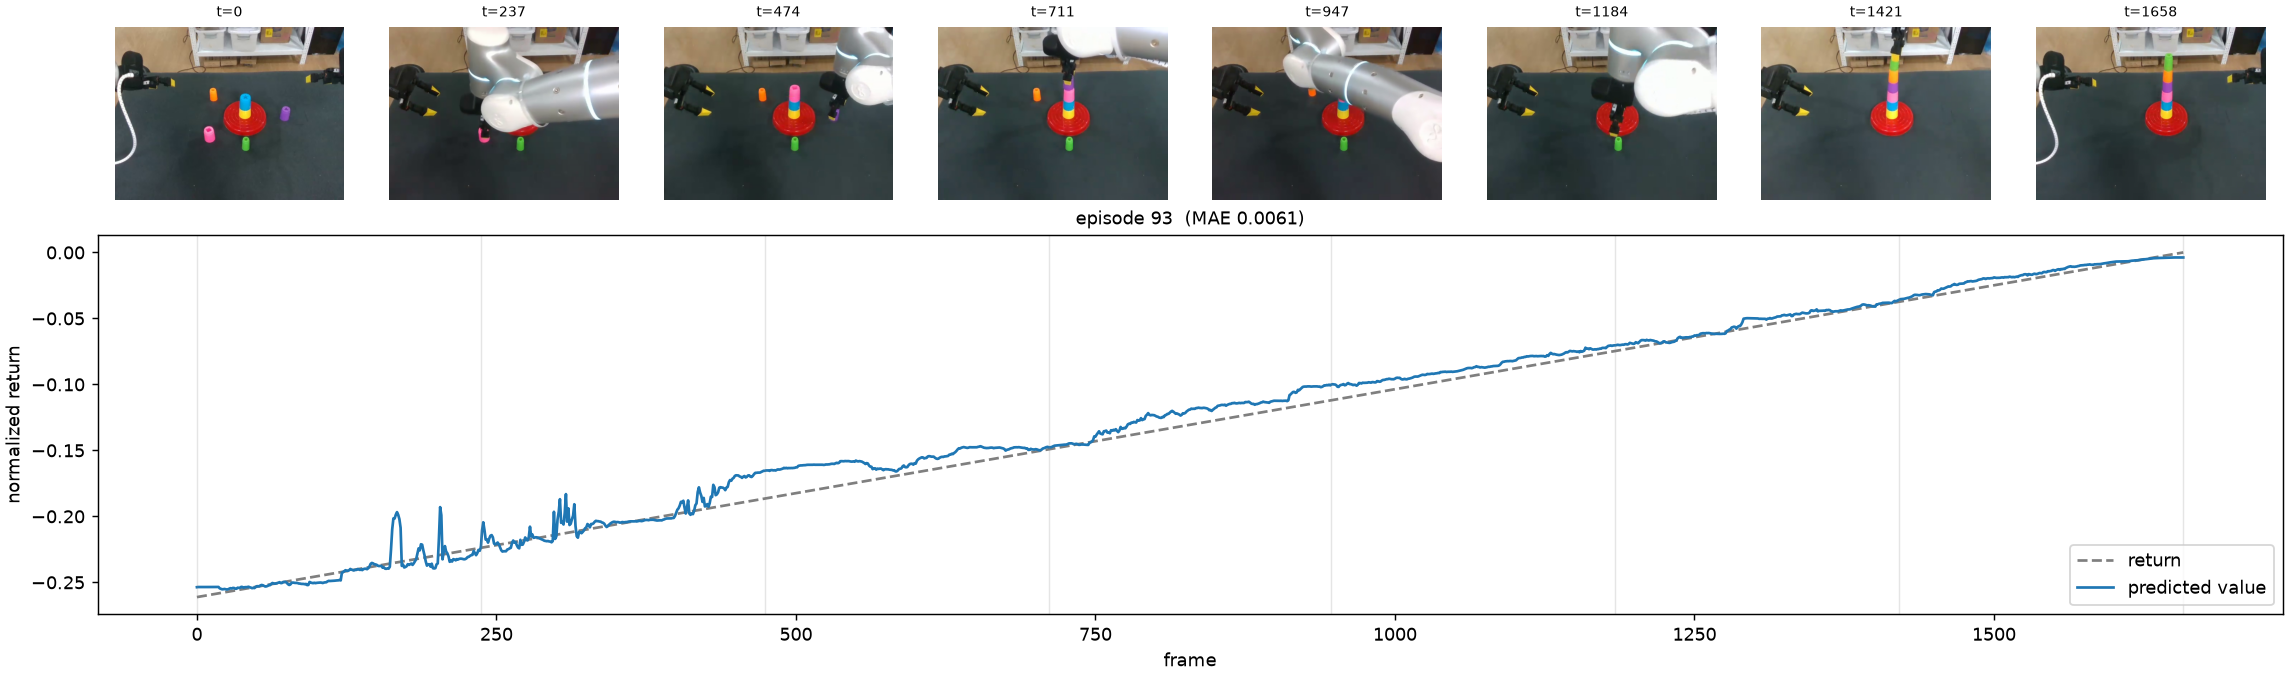 t=0
t=237
t=474
t=711
t=947
t=1184
t=1421
t=1658
episode 93  (MAE 0.0061)
normalized return
0.00
−0.05
−0.10
−0.15
−0.20
−0.25
return
predicted value
0
250
500
750
1000
1250
1500
frame